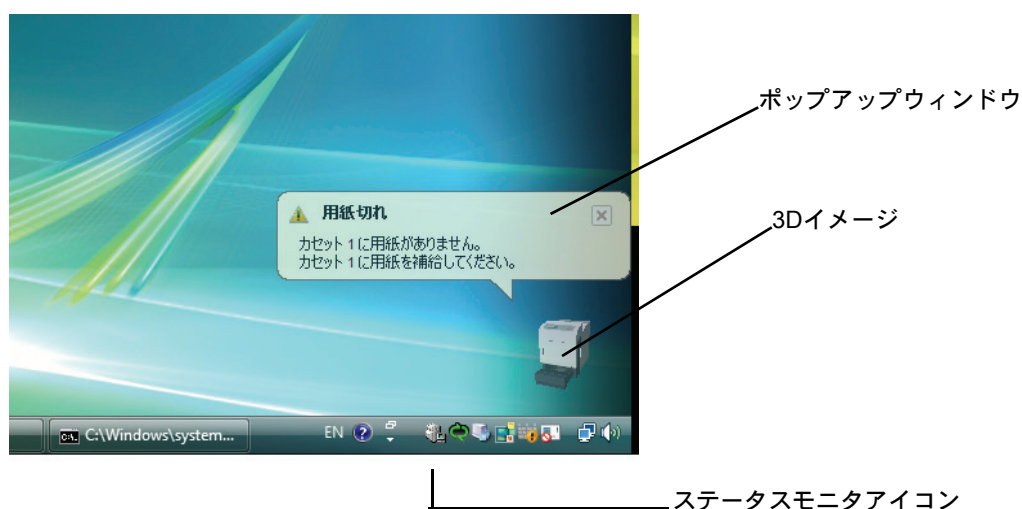 ポップアップウィンドウ
用紙切れ
3Dイメージ
カセット 1 に用紙がありません。
カセット 1 に用紙を補給してください。
C:\Windows\system...
EN
ステータスモニタアイコン